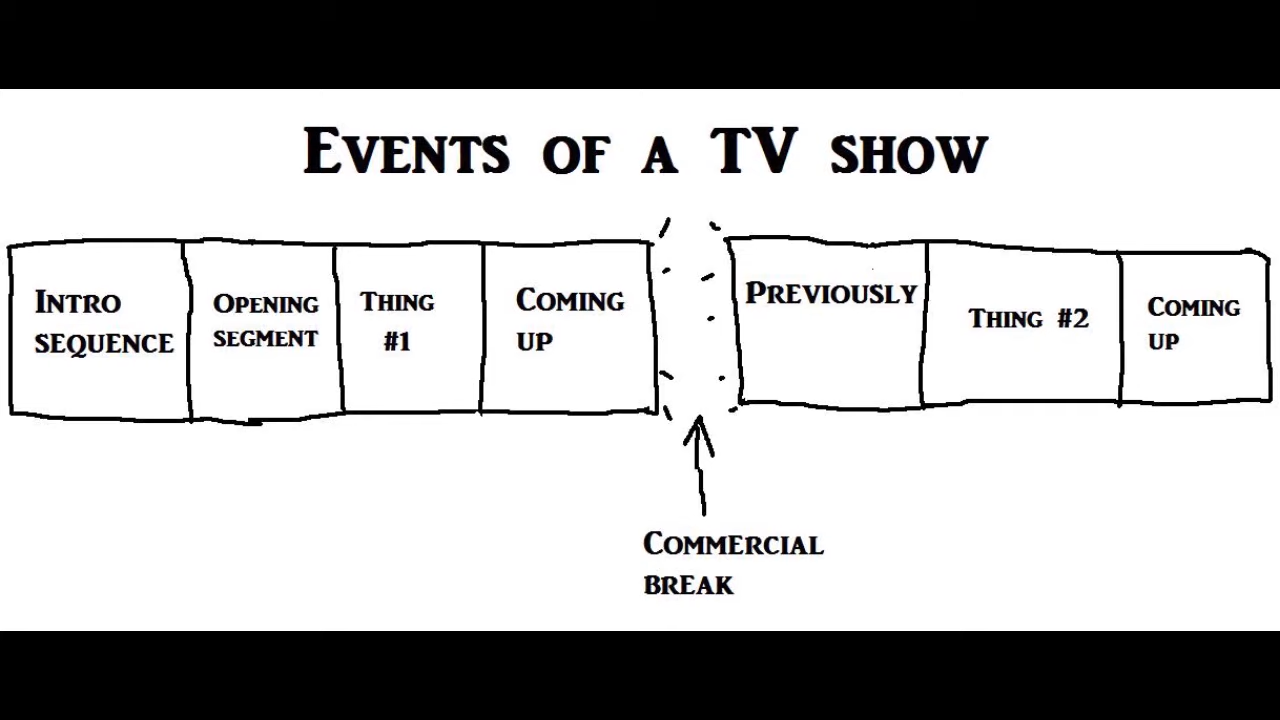 Events of a TV show
Intro
sequence
Opening
segment
Thing
#1
Coming
up
Previously
Thing #2
Coming
up
Commercial
break